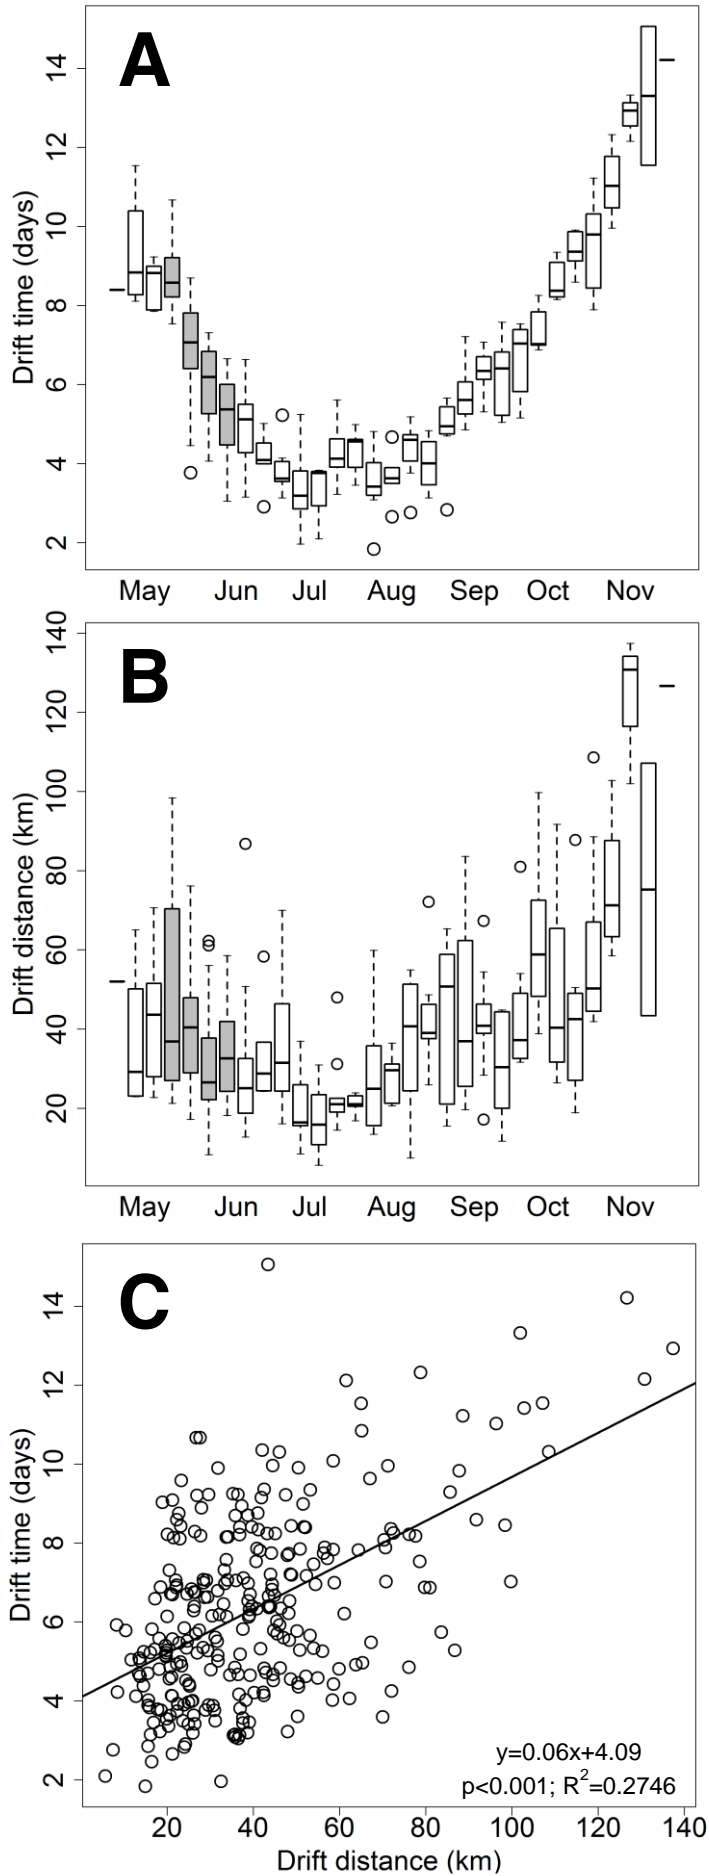 A
Drift time (days)
14
12
10
8
6
4
2
May Jun Jul Aug Sep Oct Nov
B
Drift distance (km)
140
120
100
80
60
40
20
May Jun Jul Aug Sep Oct Nov
C
Drift time (days)
14
12
10
8
6
4
2
y=0.06x+4.09
p<0.001; R²=0.2746
20 40 60 80 100 120 140
Drift distance (km)